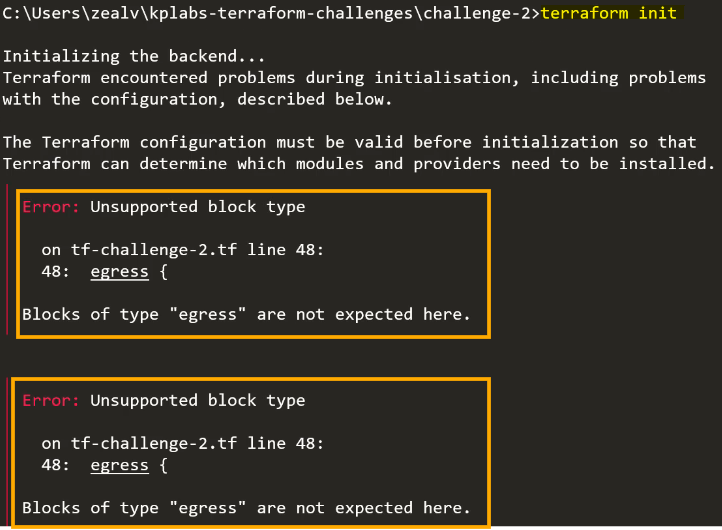 C:\Users\zealv\kplabs-terraform-challenges\challenge-2>terraform init
Initializing the backend...
Terraform encountered problems during initialisation, including problems
with the configuration, described below.
The Terraform configuration must be valid before initialization so that
Terraform can determine which modules and providers need to be installed.
Error: Unsupported block type
on tf-challenge-2.tf line 48:
48: egress {
Blocks of type "egress" are not expected here.
Error: Unsupported block type
on tf-challenge-2.tf line 48:
48: egress {
Blocks of type "egress" are not expected here.